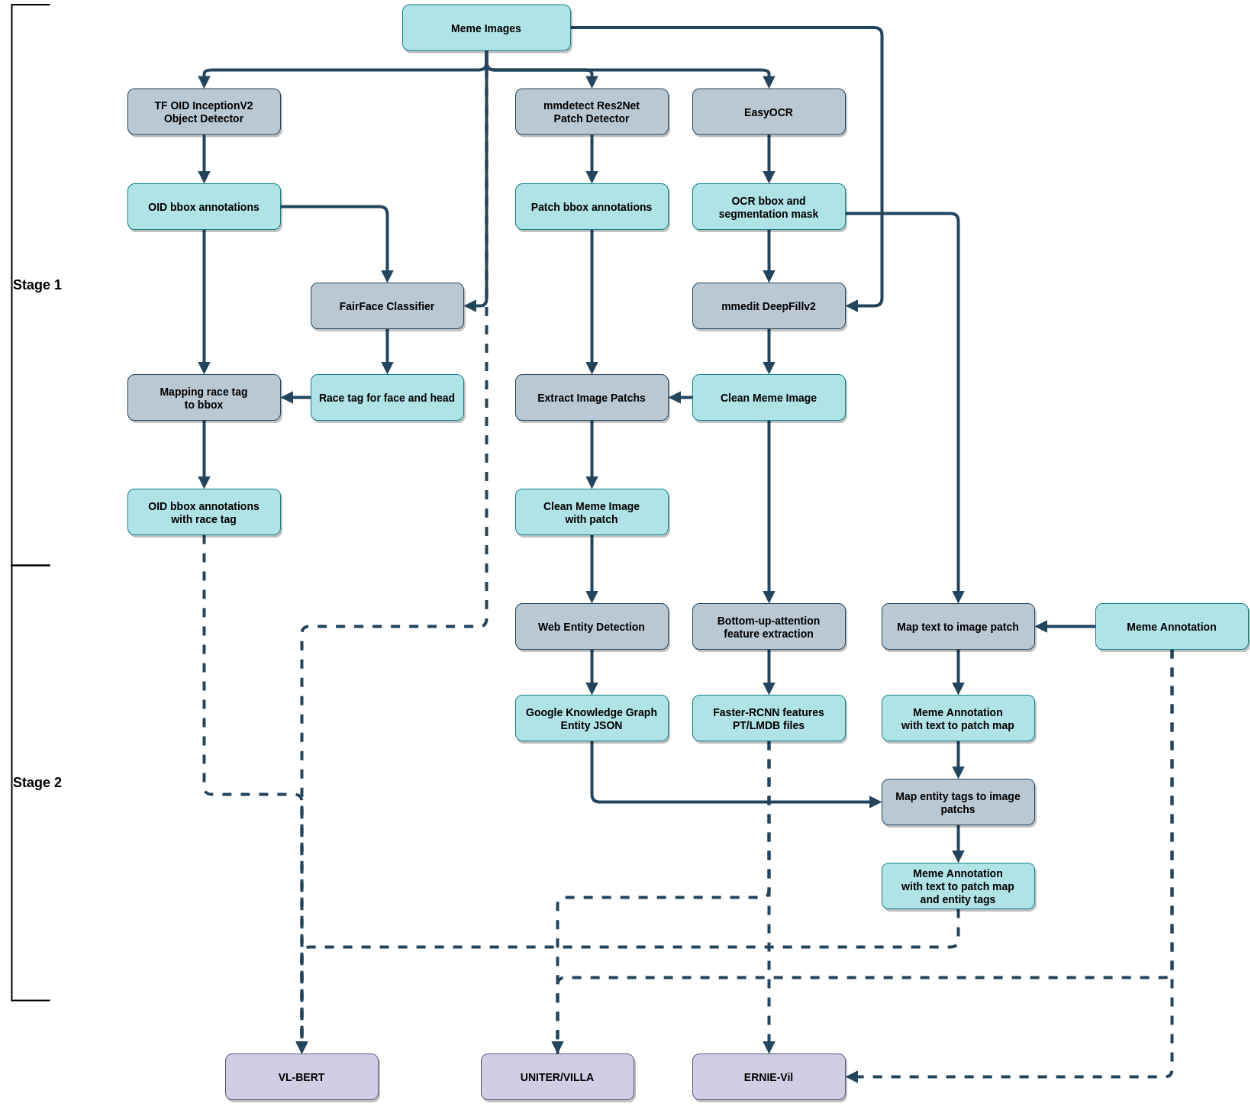 Meme Images
TF OID InceptionV2
Object Detector
mmdetect Res2Net
Patch Detector
EasyOCR
OID bbox annotations
Patch bbox annotations
OCR bbox and
segmentation mask
Stage 1
FairFace Classifier
mmedit DeepFillv2
Mapping race tag
to bbox
Race tag for face and head
Extract Image Patchs
Clean Meme Image
OID bbox annotations
with race tag
Clean Meme Image
with patch
Web Entity Detection
Bottom-up-attention
feature extraction
Map text to image patch
Meme Annotation
Google Knowledge Graph
Entity JSON
Faster-RCNN features
PT/LMDB files
Meme Annotation
with text to patch map
Stage 2
Map entity tags to image
patchs
Meme Annotation
with text to patch map
and entity tags
VL-BERT
UNITER/VILLA
ERNIE-Vil